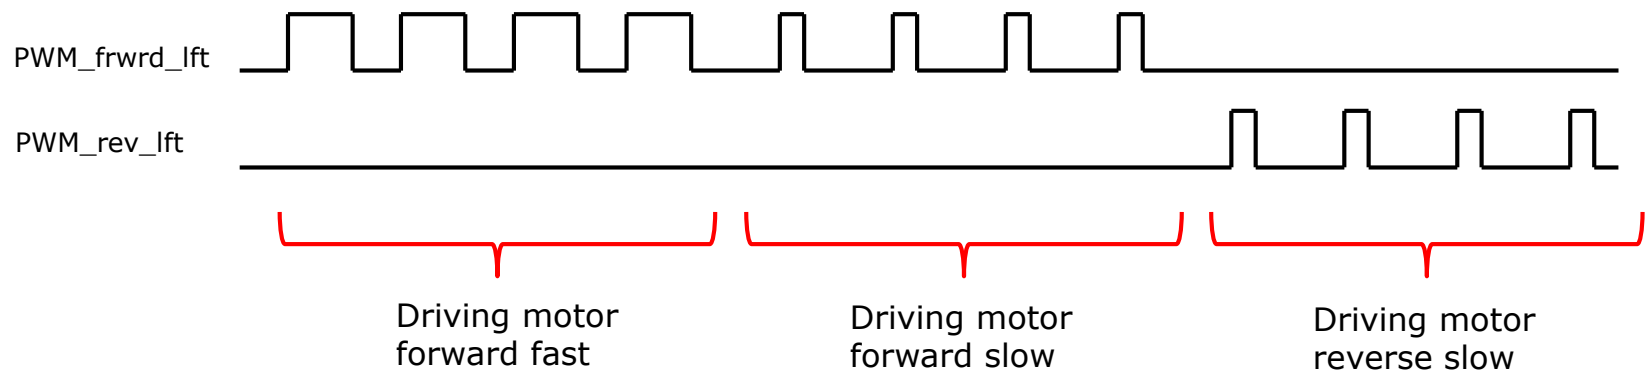 PWM_frwrd_lft
PWM_rev_lft
Driving motor
forward fast
Driving motor
forward slow
Driving motor
reverse slow